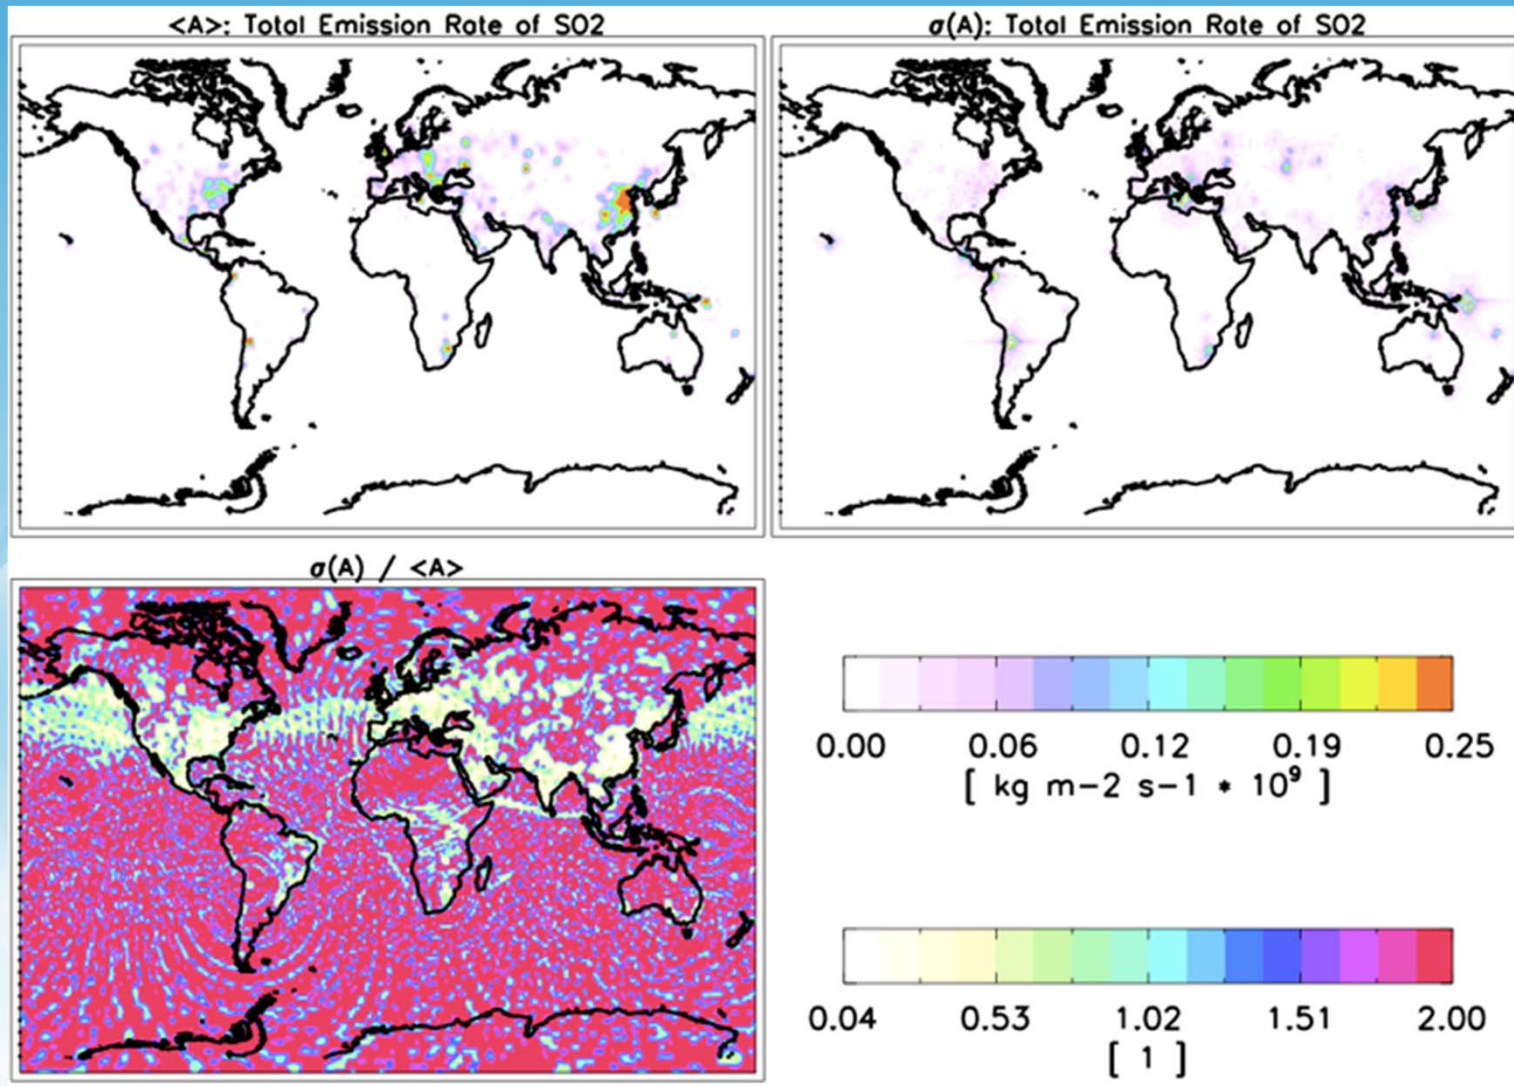 <A>: Total Emission Rate of SO2
σ(A): Total Emission Rate of SO2
σ(A) / <A>
0.00 0.06 0.12 0.19 0.25
[ kg m-2 s-1 * 10⁹ ]
0.04 0.53 1.02 1.51 2.00
[ 1 ]